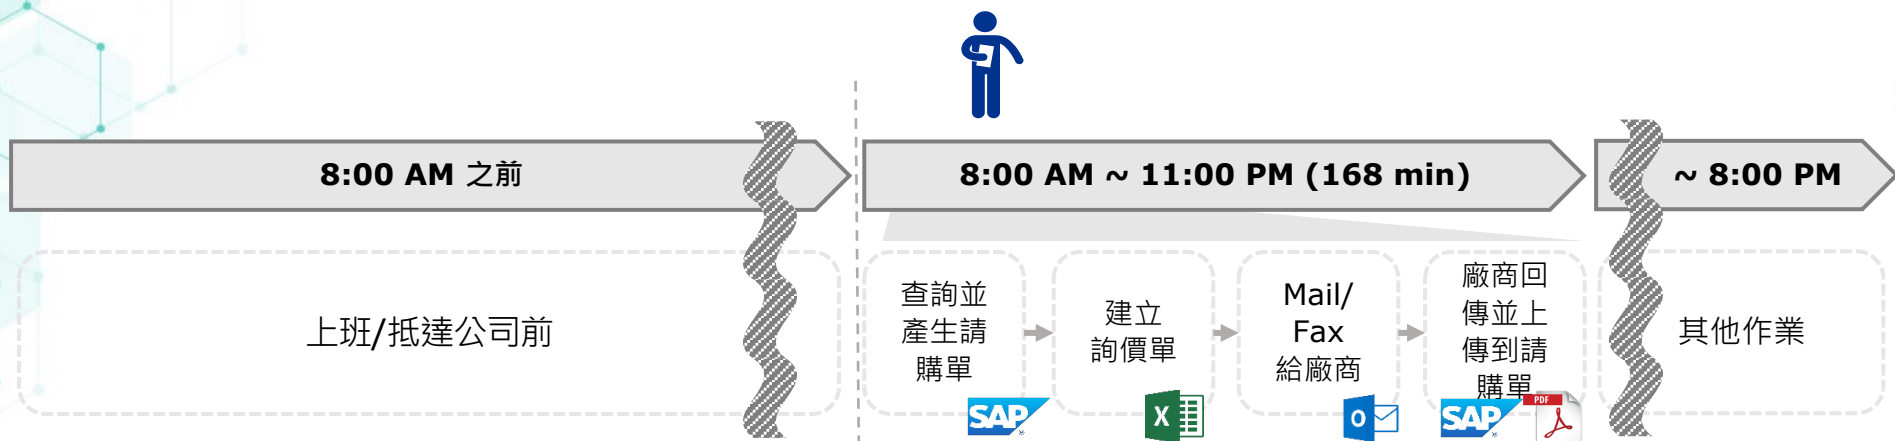 8:00 AM 之前
8:00 AM ~ 11:00 PM (168 min)
~ 8:00 PM
上班/抵達公司前
查詢並
產生請
購單
SAP
建立
詢價單
X
Mail/
Fax
給廠商
O
廠商回
傳並上
傳到請
購單
SAP
PDF
其他作業